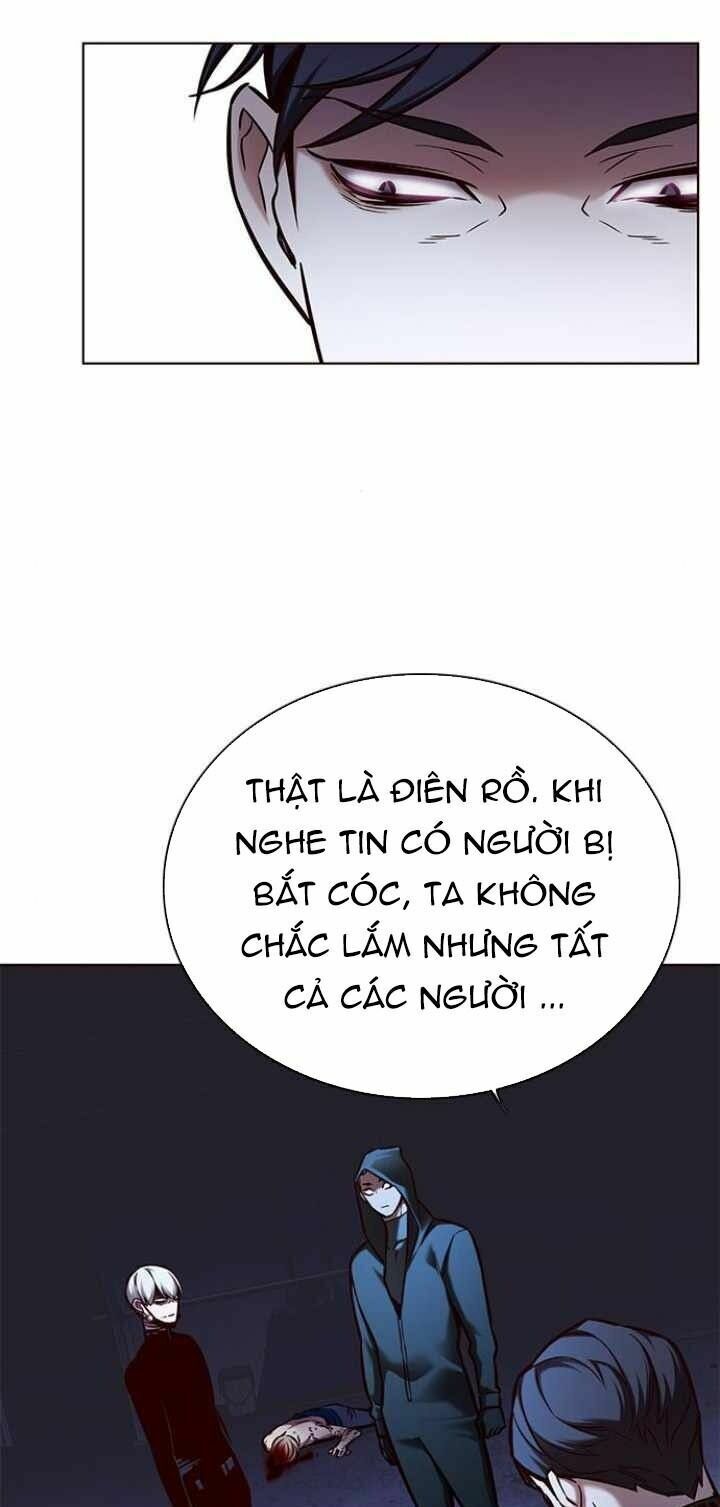 THẬT LÀ ĐIÊN RỒ. KHI
NGHE TIN CÓ NGƯỜI BỊ
BẮT CÓC, TA KHÔNG
CHẮC LẮM NHƯNG TẤT
CẢ CÁC NGƯỜI ...